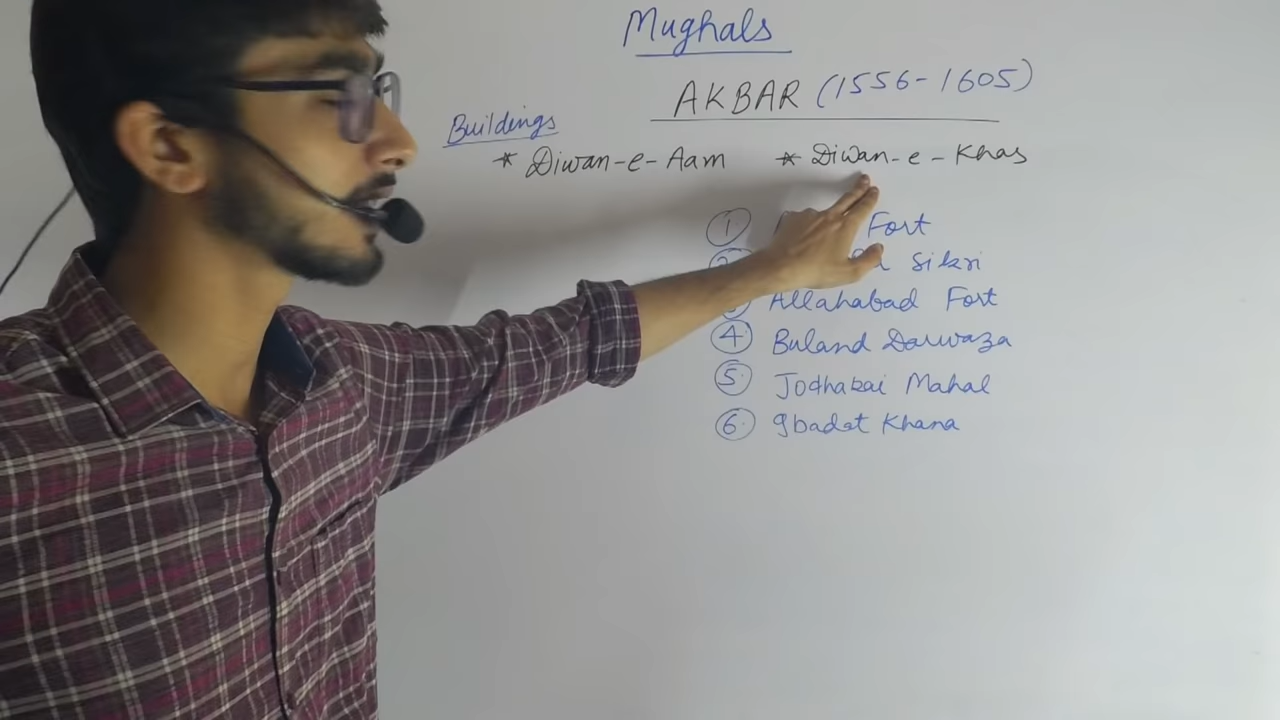 Mughals
AKBAR (1556-1605)
Buildings
* Diwan-e-Aam * Diwan-e-Khas
1 Fort
Sikri
Allahabad Fort
4. Buland Darwaza
5. Jodhabai Mahal
6. Ibadat Khana